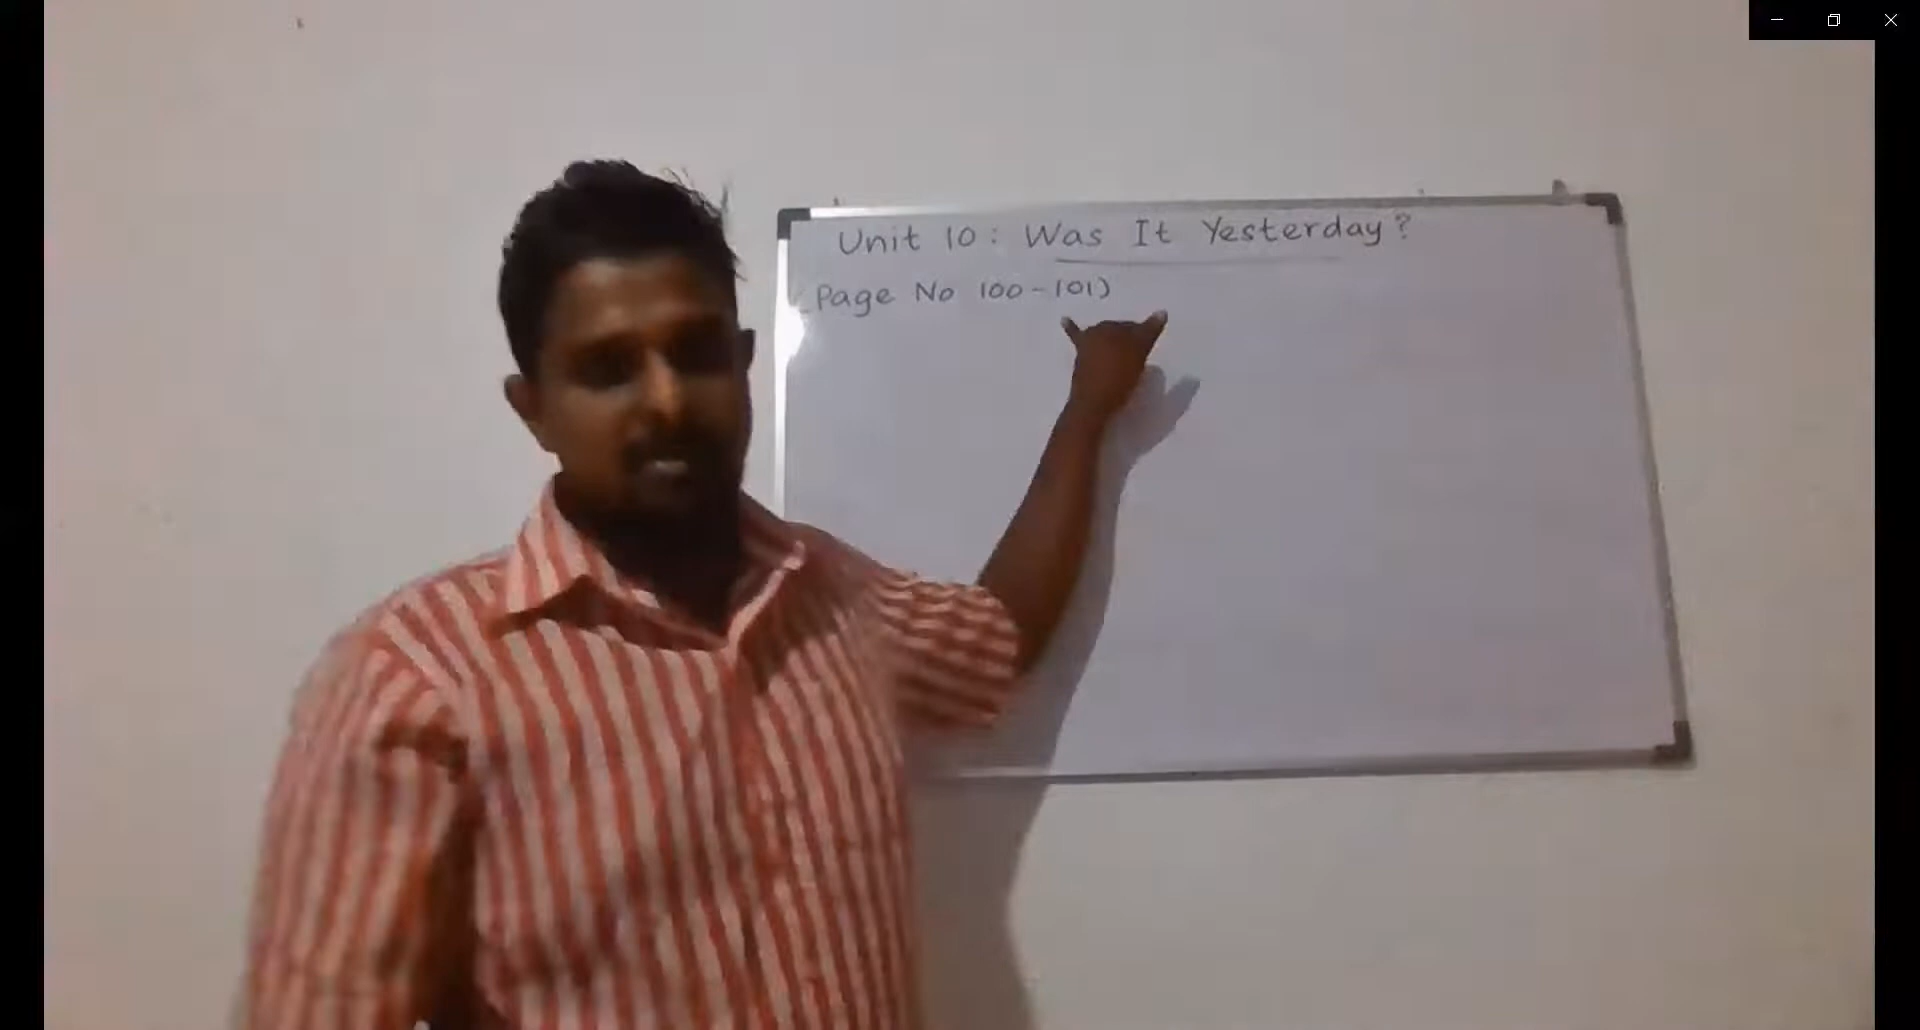 Unit 10: Was It Yesterday?
(Page No 100-101)